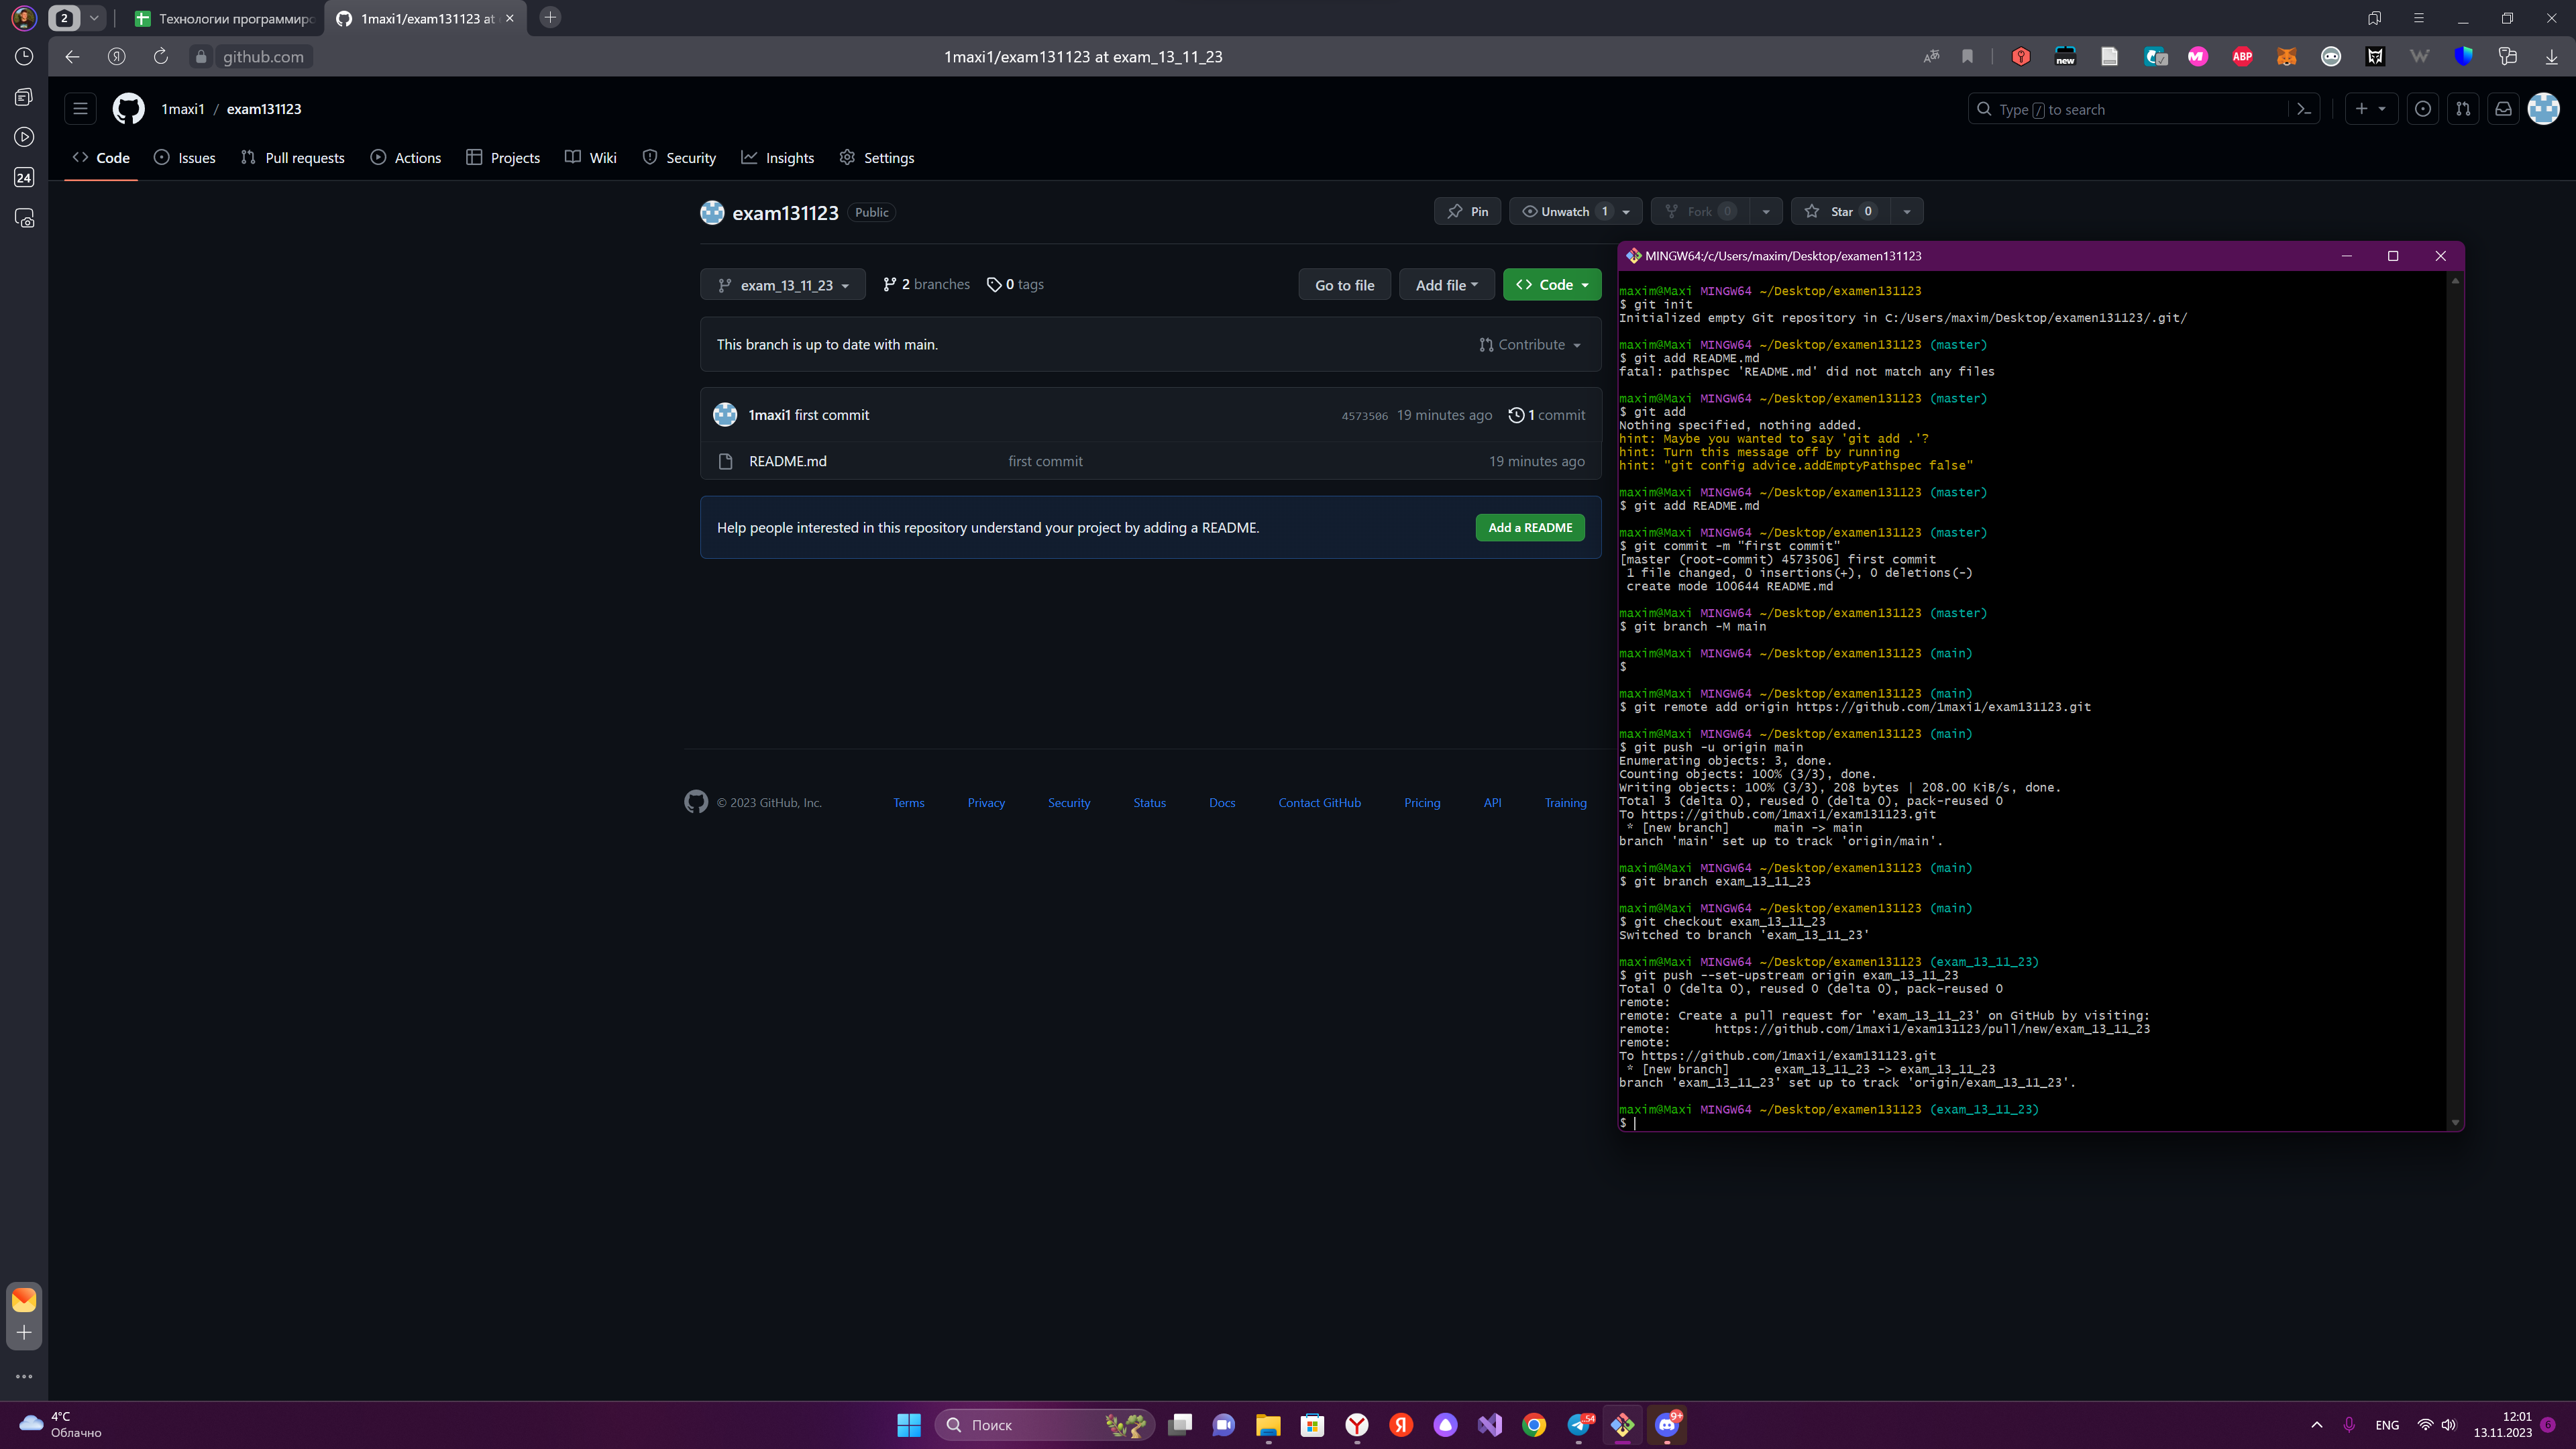 2
Технологии программирс
1maxi1/exam131123 at
github.com
1maxi1/exam131123 at exam_13_11_23
new
ABP
24
1maxi1 / exam131123
Type / to search
Code
Issues
Pull requests
Actions
Projects
Wiki
Security
Insights
Settings
exam131123
Public
Pin
Unwatch 1
Fork 0
Star 0
exam_13_11_23
2 branches
0 tags
Go to file
Add file
Code
This branch is up to date with main.
Contribute
1maxi1 first commit
4573506 19 minutes ago
1 commit
README.md
first commit
19 minutes ago
Help people interested in this repository understand your project by adding a README.
Add a README
© 2023 GitHub, Inc.
Terms
Privacy
Security
Status
Docs
Contact GitHub
Pricing
API
Training
MINGW64:/c/Users/maxim/Desktop/examen131123
maxim@Maxi MINGW64 ~/Desktop/examen131123
$ git init
Initialized empty Git repository in C:/Users/maxim/Desktop/examen131123/.git/
maxim@Maxi MINGW64 ~/Desktop/examen131123 (master)
$ git add README.md
fatal: pathspec 'README.md' did not match any files
maxim@Maxi MINGW64 ~/Desktop/examen131123 (master)
$ git add
Nothing specified, nothing added.
hint: Maybe you wanted to say 'git add .'?
hint: Turn this message off by running
hint: "git config advice.addEmptyPathspec false"
maxim@Maxi MINGW64 ~/Desktop/examen131123 (master)
$ git add README.md
maxim@Maxi MINGW64 ~/Desktop/examen131123 (master)
$ git commit -m "first commit"
[master (root-commit) 4573506] first commit
1 file changed, 0 insertions(+), 0 deletions(-)
create mode 100644 README.md
maxim@Maxi MINGW64 ~/Desktop/examen131123 (master)
$ git branch -M main
maxim@Maxi MINGW64 ~/Desktop/examen131123 (main)
$
maxim@Maxi MINGW64 ~/Desktop/examen131123 (main)
$ git remote add origin https://github.com/1maxi1/exam131123.git
maxim@Maxi MINGW64 ~/Desktop/examen131123 (main)
$ git push -u origin main
Enumerating objects: 3, done.
Counting objects: 100% (3/3), done.
Writing objects: 100% (3/3), 208 bytes | 208.00 KiB/s, done.
Total 3 (delta 0), reused 0 (delta 0), pack-reused 0
To https://github.com/1maxi1/exam131123.git
* [new branch] main -> main
branch 'main' set up to track 'origin/main'.
maxim@Maxi MINGW64 ~/Desktop/examen131123 (main)
$ git branch exam_13_11_23
maxim@Maxi MINGW64 ~/Desktop/examen131123 (main)
$ git checkout exam_13_11_23
Switched to branch 'exam_13_11_23'
maxim@Maxi MINGW64 ~/Desktop/examen131123 (exam_13_11_23)
$ git push --set-upstream origin exam_13_11_23
Total 0 (delta 0), reused 0 (delta 0), pack-reused 0
remote:
remote: Create a pull request for 'exam_13_11_23' on GitHub by visiting:
remote: https://github.com/1maxi1/exam131123/pull/new/exam_13_11_23
remote:
To https://github.com/1maxi1/exam131123.git
* [new branch] exam_13_11_23 -> exam_13_11_23
branch 'exam_13_11_23' set up to track 'origin/exam_13_11_23'.
maxim@Maxi MINGW64 ~/Desktop/examen131123 (exam_13_11_23)
$
4°C
Облачно
Поиск
54
9+
ENG
12:01
13.11.2023
6